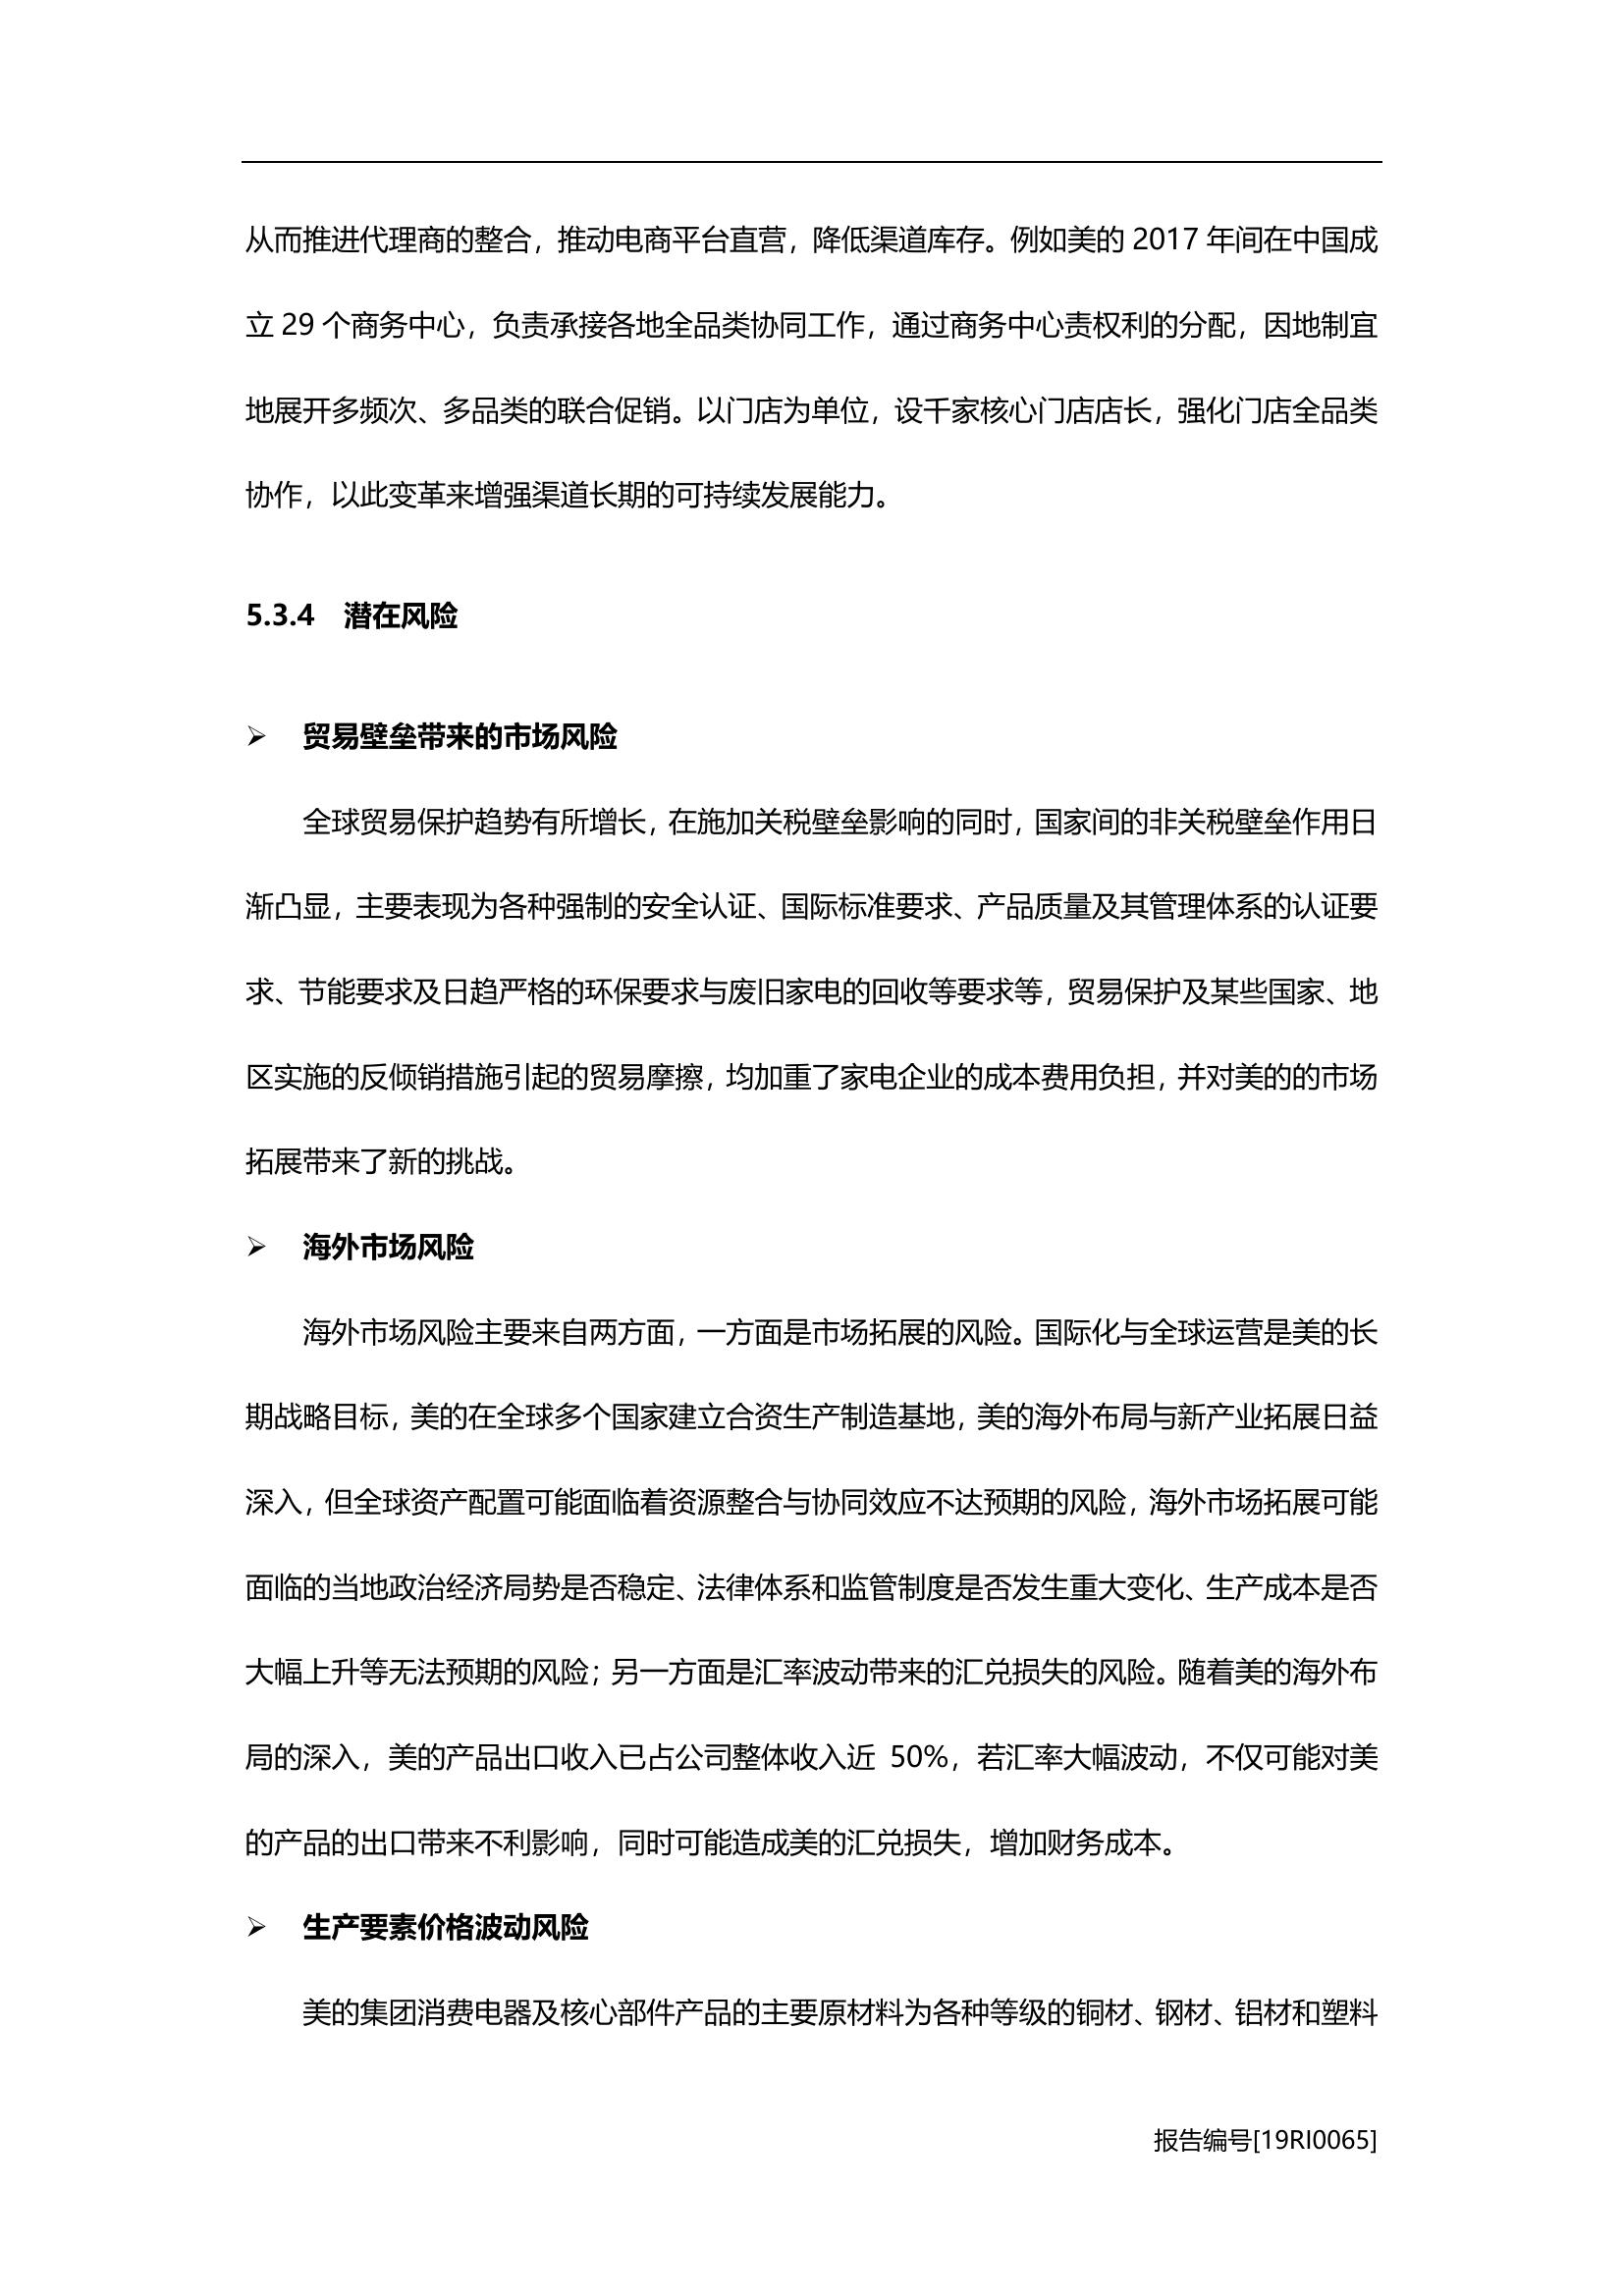 从而推进代理商的整合，推动电商平台直营，降低渠道库存。例如美的 2017 年间在中国成
立 29 个商务中心，负责承接各地全品类协同工作，通过商务中心责权利的分配，因地制宜
地展开多频次、多品类的联合促销。以门店为单位，设千家核心门店店长，强化门店全品类
协作，以此变革来增强渠道长期的可持续发展能力。
5.3.4 潜在风险
➢ 贸易壁垒带来的市场风险
全球贸易保护趋势有所增长，在施加关税壁垒影响的同时，国家间的非关税壁垒作用日
渐凸显，主要表现为各种强制的安全认证、国际标准要求、产品质量及其管理体系的认证要
求、节能要求及日趋严格的环保要求与废旧家电的回收等要求等，贸易保护及某些国家、地
区实施的反倾销措施引起的贸易摩擦，均加重了家电企业的成本费用负担，并对美的的市场
拓展带来了新的挑战。
➢ 海外市场风险
海外市场风险主要来自两方面，一方面是市场拓展的风险。国际化与全球运营是美的长
期战略目标，美的在全球多个国家建立合资生产制造基地，美的海外布局与新产业拓展日益
深入，但全球资产配置可能面临着资源整合与协同效应不达预期的风险，海外市场拓展可能
面临的当地政治经济局势是否稳定、法律体系和监管制度是否发生重大变化、生产成本是否
大幅上升等无法预期的风险；另一方面是汇率波动带来的汇兑损失的风险。随着美的海外布
局的深入，美的产品出口收入已占公司整体收入近 50%，若汇率大幅波动，不仅可能对美
的产品的出口带来不利影响，同时可能造成美的汇兑损失，增加财务成本。
➢ 生产要素价格波动风险
美的集团消费电器及核心部件产品的主要原材料为各种等级的铜材、钢材、铝材和塑料
报告编号[19RI0065]